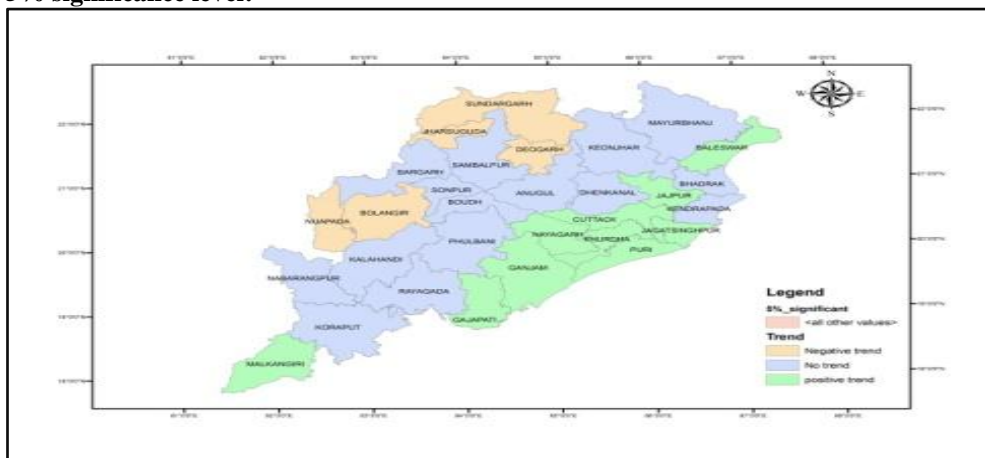 5% significance level.
N
W E
S
SUNDARGARH
JHARSUGUDA
MAYURBHANJ
DEOGARH
KEONJHAR
BALESWAR
SAMBALPUR
BARGARH
BHADRAK
SONPUR
ANUGUL
DHENKANAL
JAJPUR
BOUDH
KENDRAPADA
NUAPADA
BOLANGIR
CUTTACK
JAGATSINGHPUR
NAYAGARH
KHURDHA
PHULBANI
PURI
KALAHANDI
GANJAM
NABARANGPUR
RAYAGADA
GAJAPATI
KORAPUT
MALKANGIRI
Legend
5%_significant
<all other values>
Trend
Negative trend
No trend
positive trend